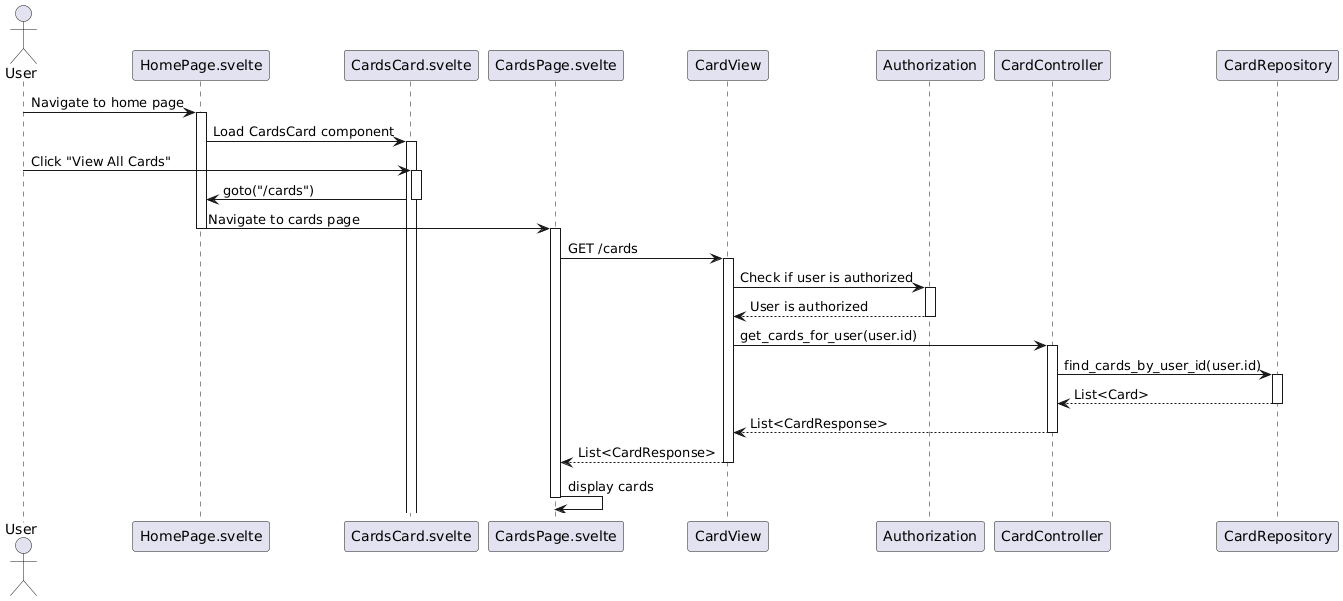 User
HomePage.svelte
CardsCard.svelte
CardsPage.svelte
CardView
Authorization
CardController
CardRepository
Navigate to home page
Load CardsCard component
Click "View All Cards"
goto("/cards")
Navigate to cards page
GET /cards
Check if user is authorized
User is authorized
get_cards_for_user(user.id)
find_cards_by_user_id(user.id)
List<Card>
List<CardResponse>
List<CardResponse>
display cards
User
HomePage.svelte
CardsCard.svelte
CardsPage.svelte
CardView
Authorization
CardController
CardRepository